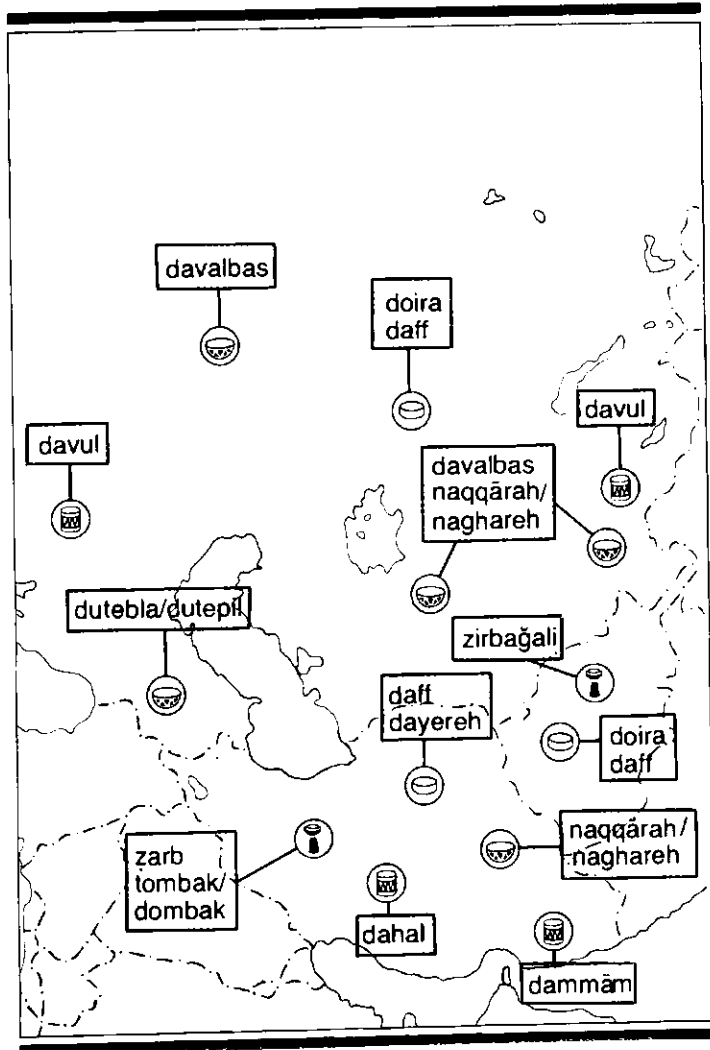 davalbas
doira
daff
davul
davul
davalbas
naqqārah/
naghareh
dutebla/dutepil
zirbağali
daff
dayereh
doira
daff
naqqārah/
naghareh
zarb
tombak/
dombak
dahal
dammām